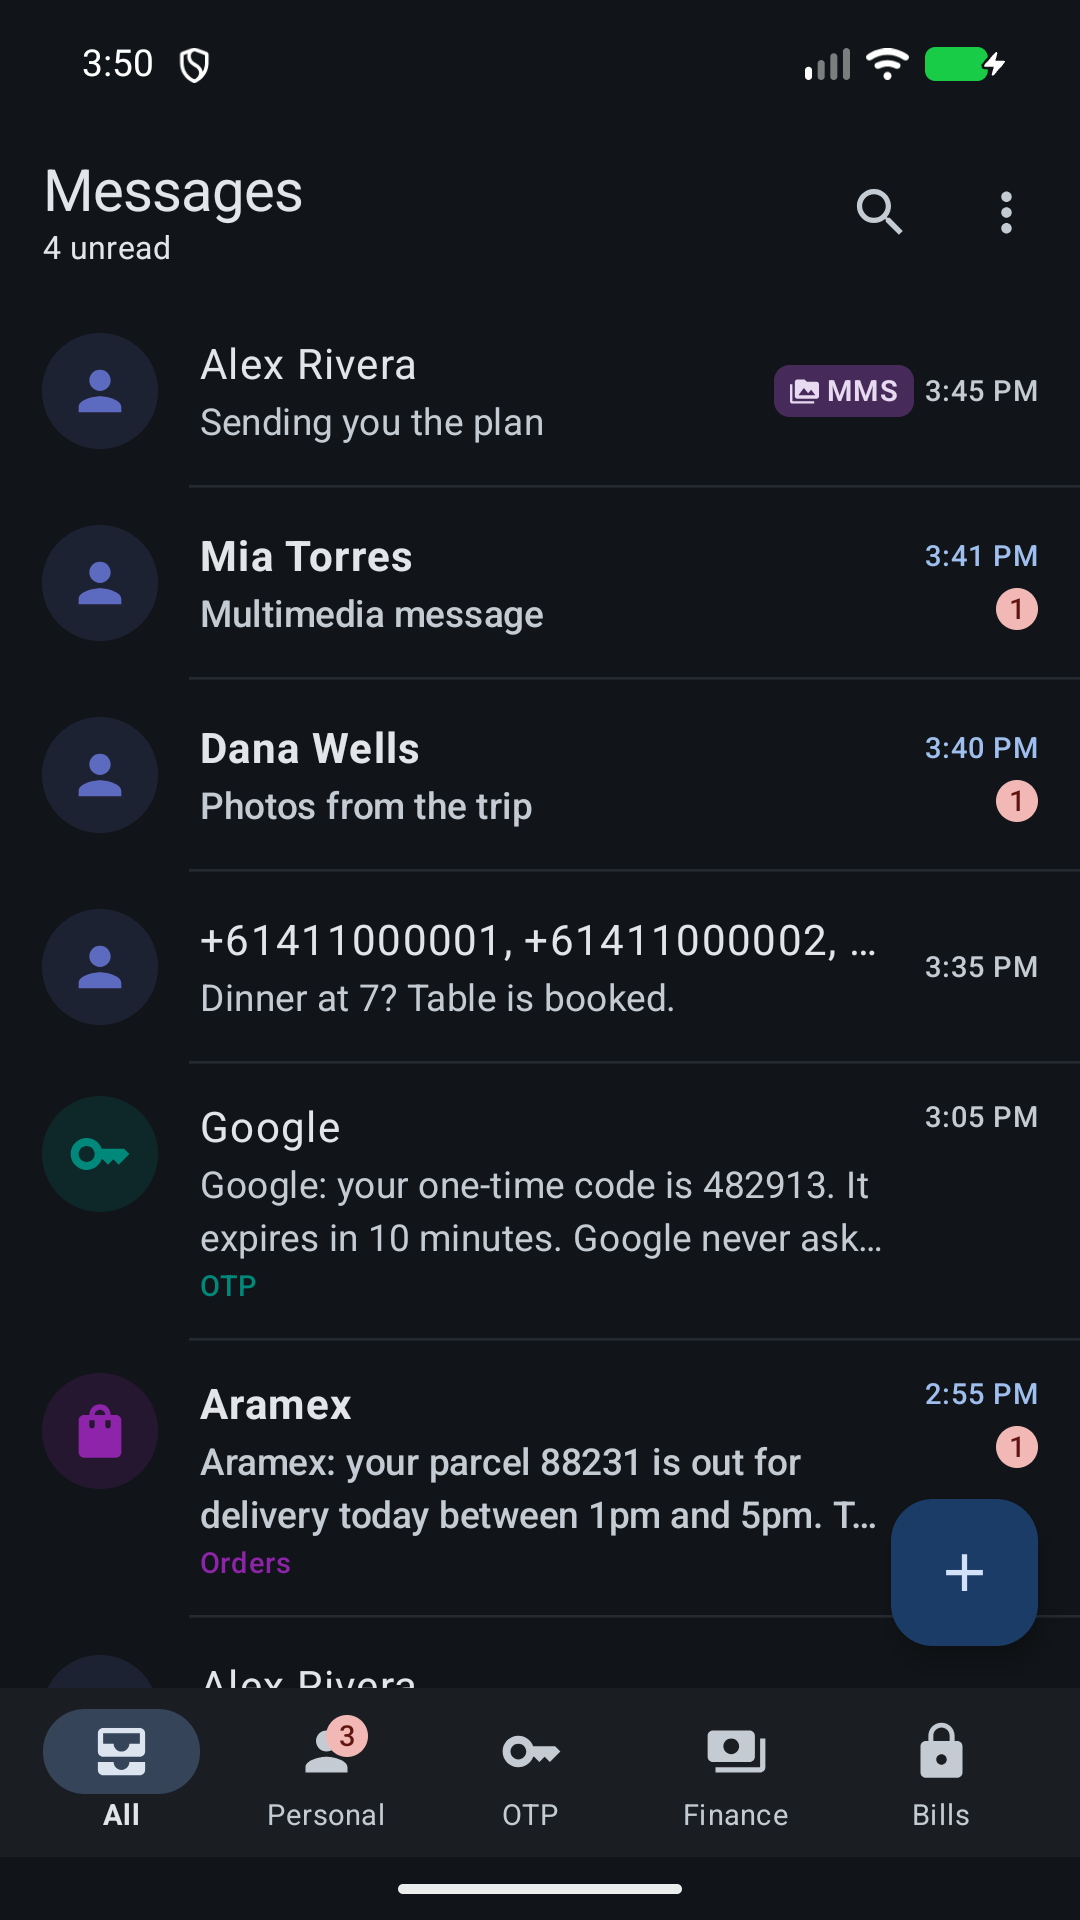 3:50
Messages
4 unread
Alex Rivera
Sending you the plan
MMS 3:45 PM
Mia Torres
Multimedia message
3:41 PM
1
Dana Wells
Photos from the trip
3:40 PM
1
+61411000001, +61411000002, …
Dinner at 7? Table is booked.
3:35 PM
Google
3:05 PM
Google: your one-time code is 482913. It
expires in 10 minutes. Google never ask…
OTP
Aramex
2:55 PM
1
Aramex: your parcel 88231 is out for
delivery today between 1pm and 5pm. T…
Orders
Alex Rivera
3
All
Personal
OTP
Finance
Bills